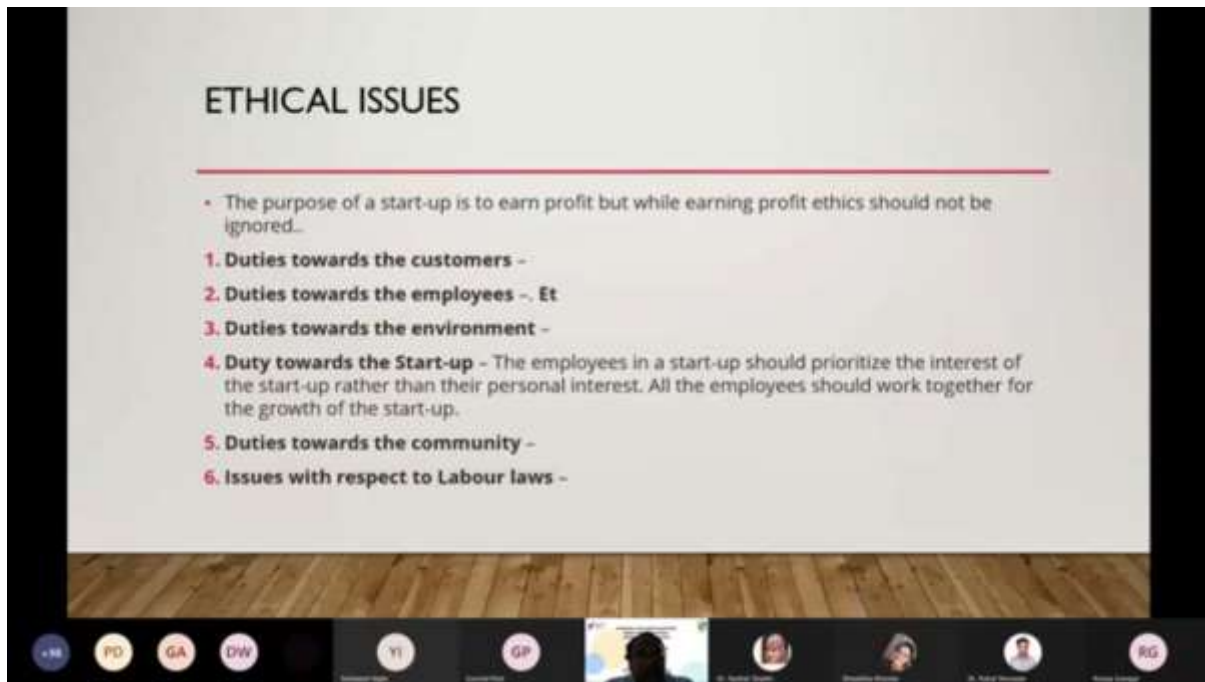 ETHICAL ISSUES
• The purpose of a start-up is to earn profit but while earning profit ethics should not be
ignored..
1. Duties towards the customers –
2. Duties towards the employees –. Et
3. Duties towards the environment –
4. Duty towards the Start-up – The employees in a start-up should prioritize the interest of
the start-up rather than their personal interest. All the employees should work together for
the growth of the start-up.
5. Duties towards the community –
6. Issues with respect to Labour laws –
PD GA DW YI GP RG